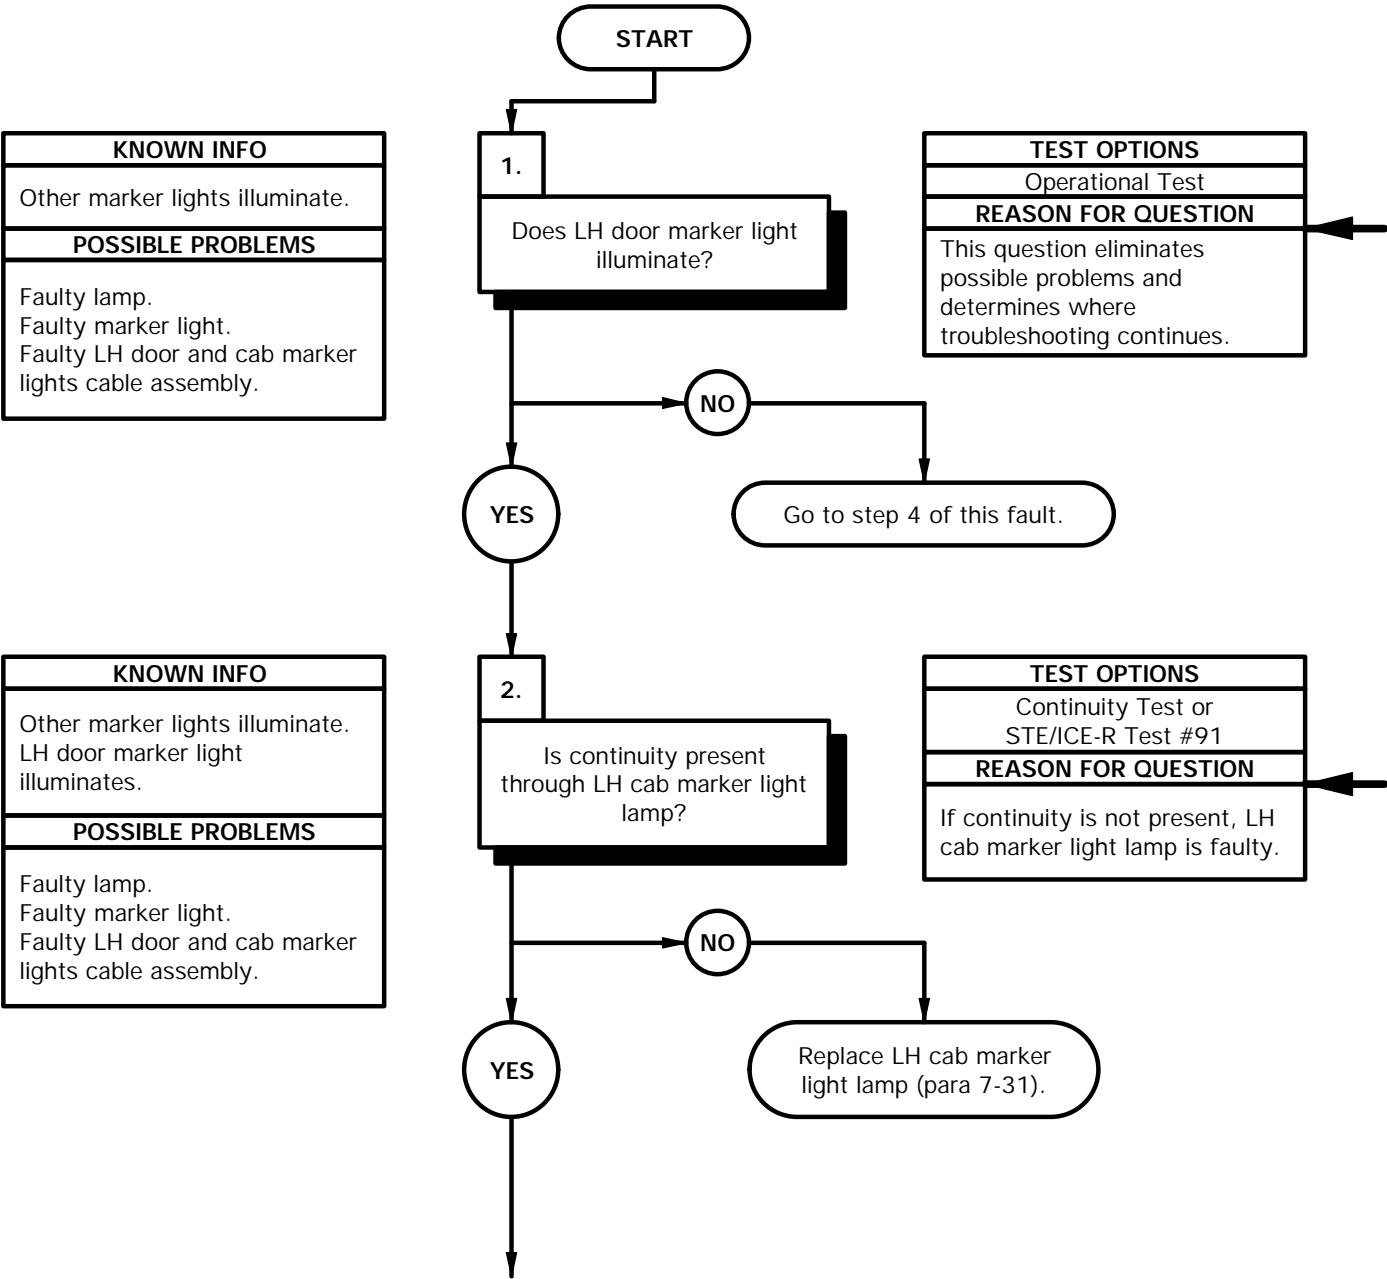 START
KNOWN INFO
Other marker lights illuminate.
POSSIBLE PROBLEMS
Faulty lamp.
Faulty marker light.
Faulty LH door and cab marker
lights cable assembly.
1.
Does LH door marker light
illuminate?
TEST OPTIONS
Operational Test
REASON FOR QUESTION
This question eliminates
possible problems and
determines where
troubleshooting continues.
NO
YES
Go to step 4 of this fault.
KNOWN INFO
Other marker lights illuminate.
LH door marker light
illuminates.
POSSIBLE PROBLEMS
Faulty lamp.
Faulty marker light.
Faulty LH door and cab marker
lights cable assembly.
2.
Is continuity present
through LH cab marker light
lamp?
TEST OPTIONS
Continuity Test or
STE/ICE-R Test #91
REASON FOR QUESTION
If continuity is not present, LH
cab marker light lamp is faulty.
NO
YES
Replace LH cab marker
light lamp (para 7-31).